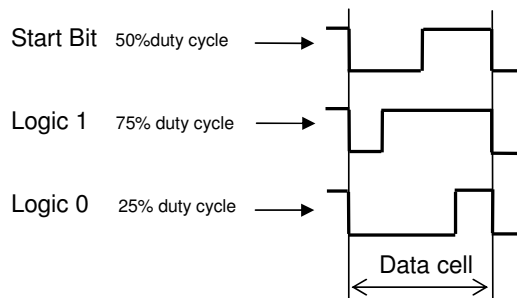 Start Bit 50%duty cycle
Logic 1 75% duty cycle
Logic 0 25% duty cycle
Data cell